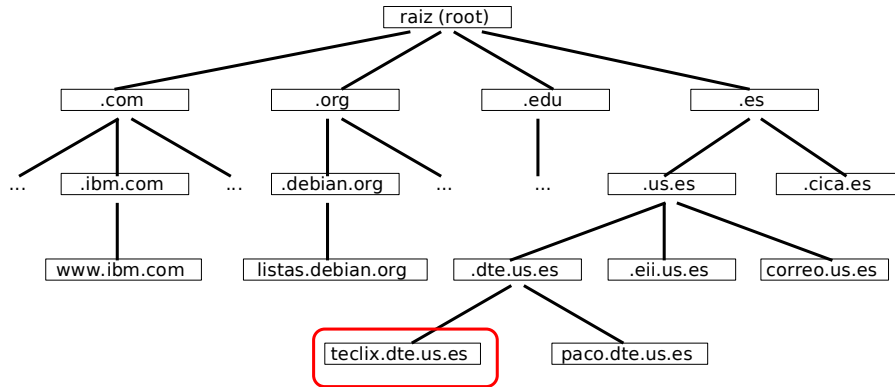 raiz (root)
.com
.org
.edu
.es
...
.ibm.com
...
.debian.org
...
...
.us.es
.cica.es
www.ibm.com
listas.debian.org
.dte.us.es
.eii.us.es
correo.us.es
teclix.dte.us.es
paco.dte.us.es